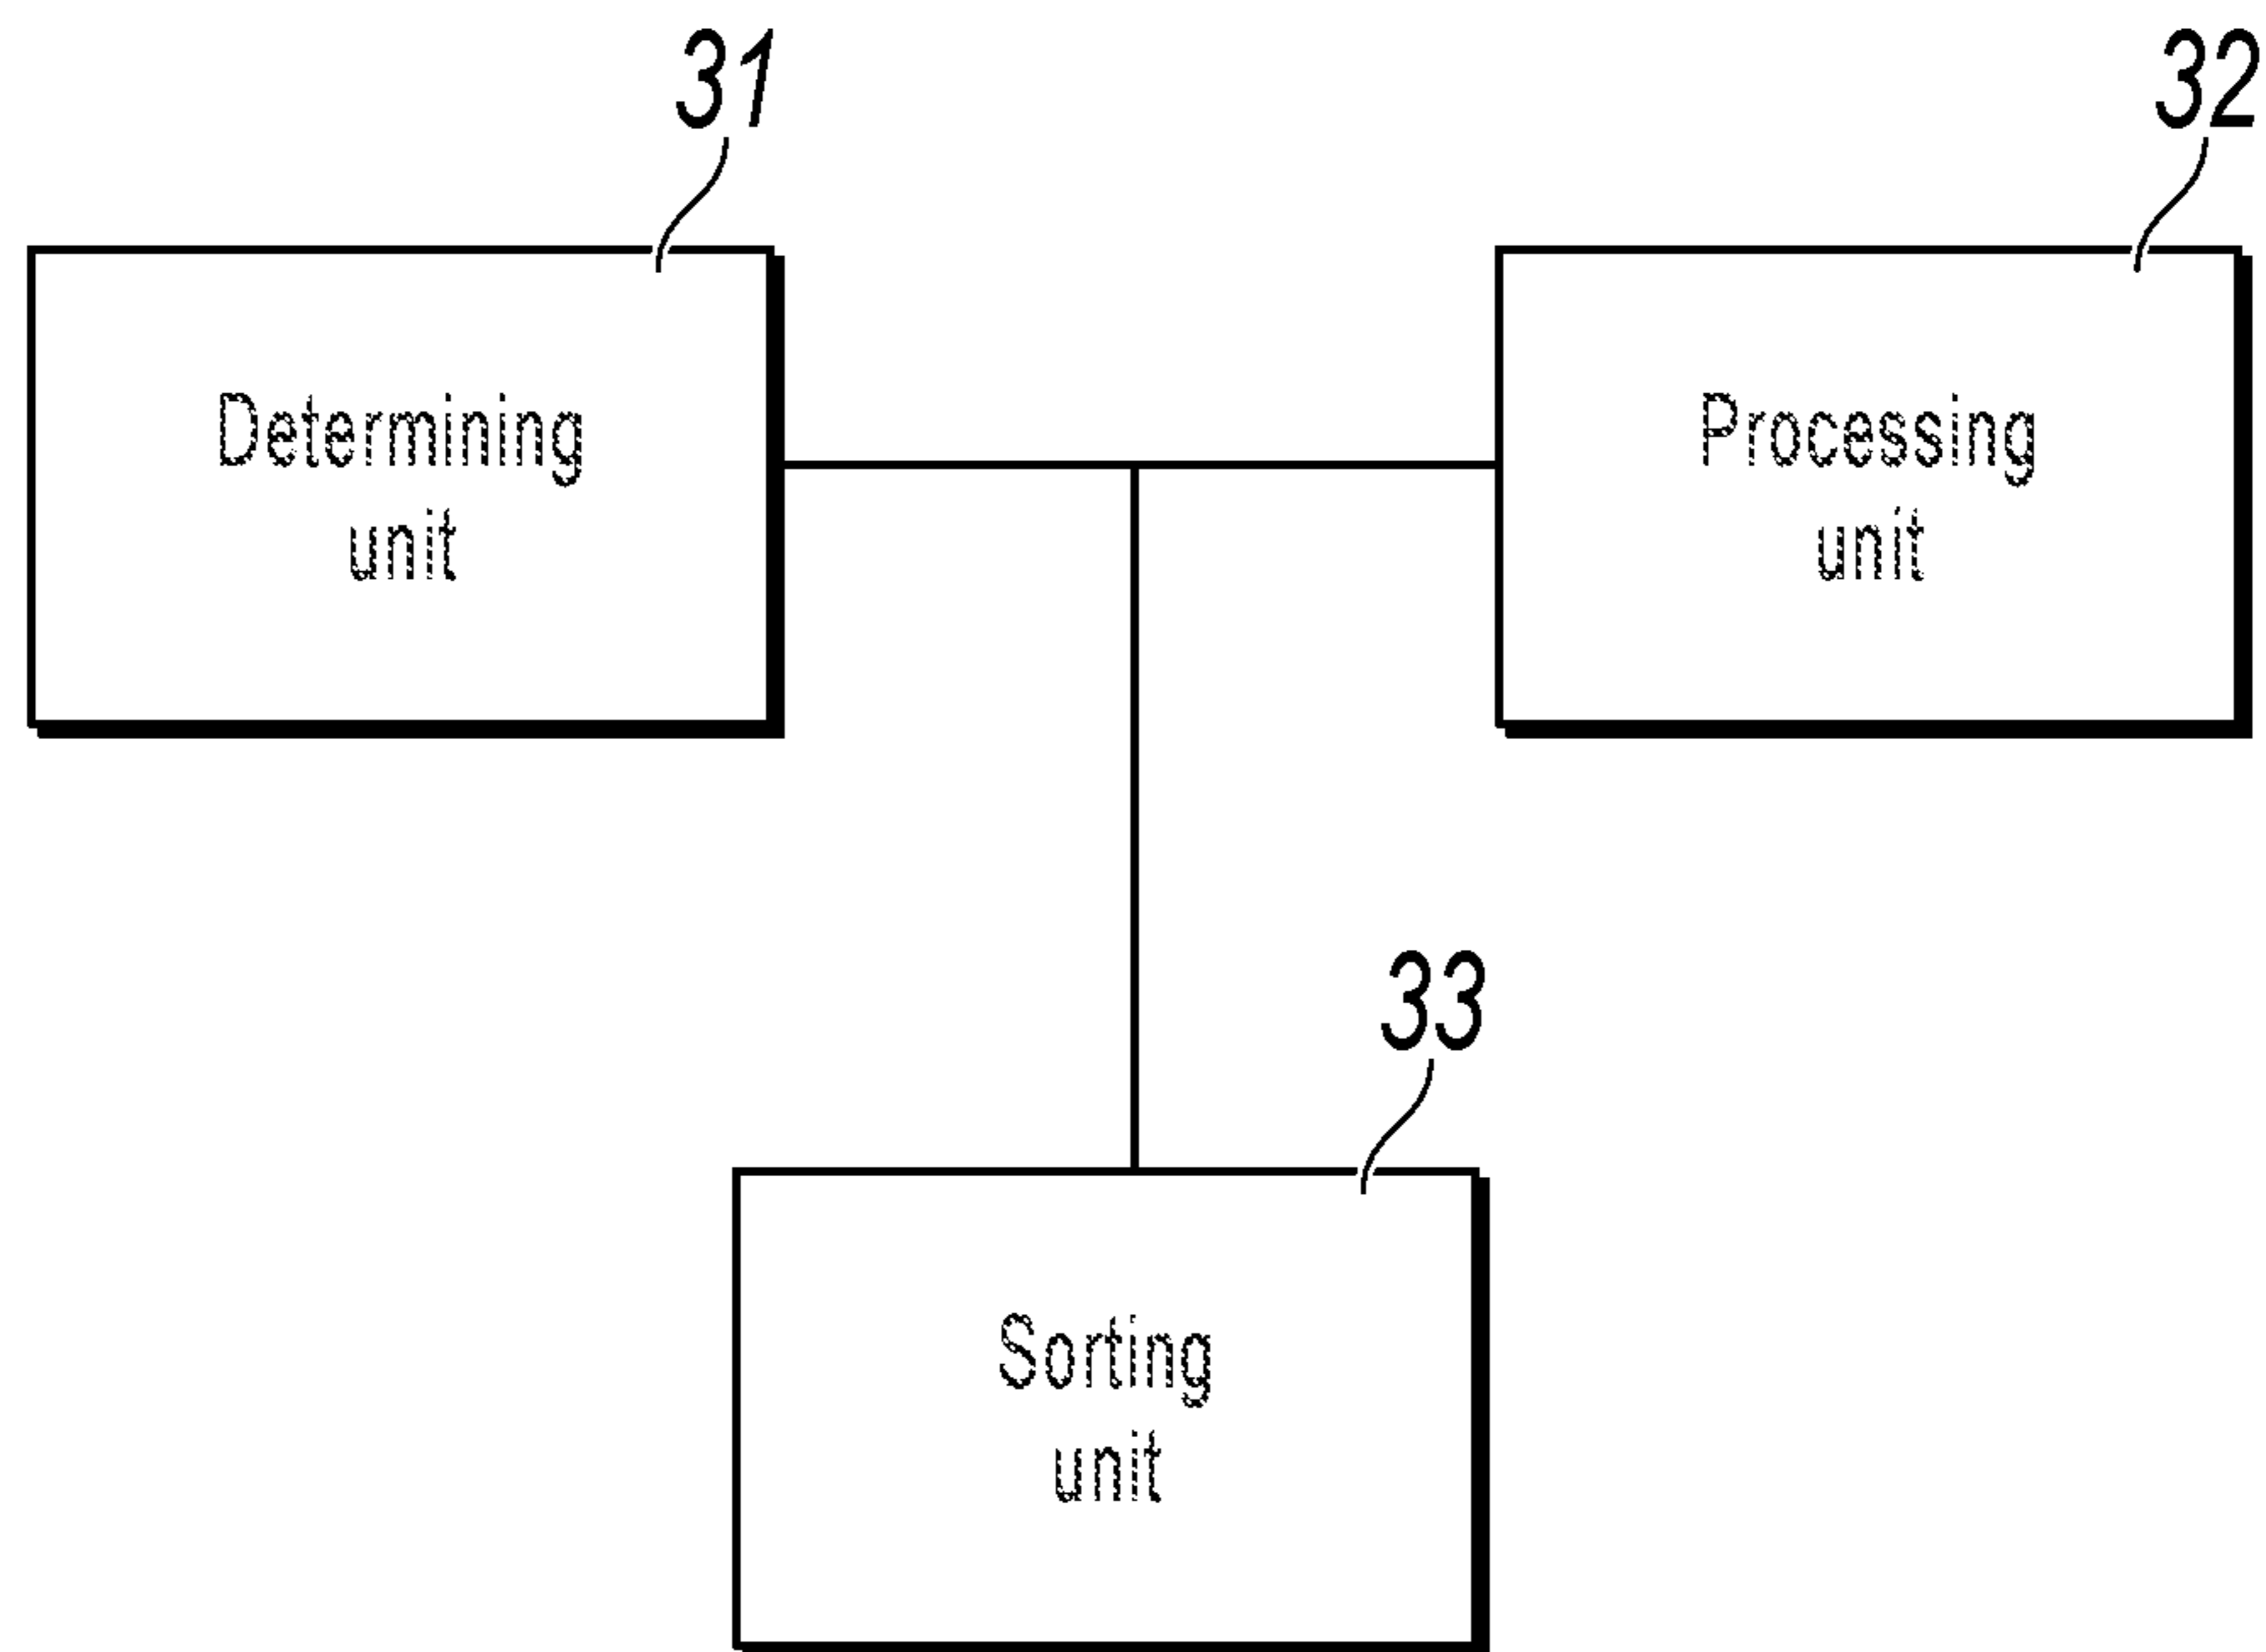 31
32
Determining
unit
Processing
unit
33
Sorting
unit